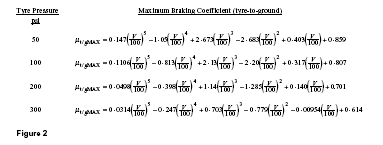 Tyre Pressure Maximum Braking Coefficient (tyre-to-ground)
psi
50 μt/gMAX = 0·147(V/100)^5 - 1·05(V/100)^4 + 2·673(V/100)^3 - 2·683(V/100)^2 + 0·403(V/100) + 0·859
100 μt/gMAX = 0·1106(V/100)^5 - 0·813(V/100)^4 + 2·13(V/100)^3 - 2·20(V/100)^2 + 0·317(V/100) + 0·807
200 μt/gMAX = 0·0498(V/100)^5 - 0·398(V/100)^4 + 1·14(V/100)^3 - 1·285(V/100)^2 + 0·140(V/100) + 0·701
300 μt/gMAX = 0·0314(V/100)^5 - 0·247(V/100)^4 + 0·703(V/100)^3 - 0·779(V/100)^2 - 0·00954(V/100) + 0·614
Figure 2